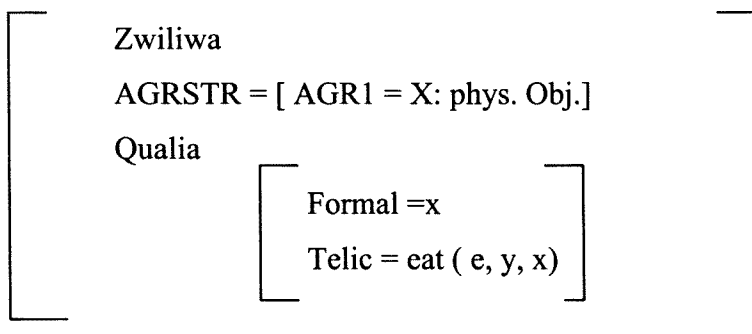 Zwiliwa
AGRSTR = [ AGR1 = X: phys. Obj.]
Qualia
Formal =x
Telic = eat ( e, y, x)